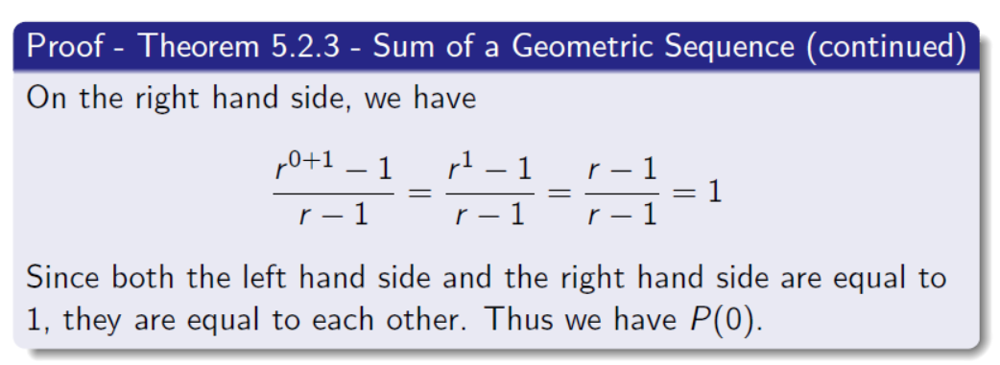 Proof - Theorem 5.2.3 - Sum of a Geometric Sequence (continued)
On the right hand side, we have
\frac{r^{0+1} - 1}{r - 1} = \frac{r^1 - 1}{r - 1} = \frac{r - 1}{r - 1} = 1
Since both the left hand side and the right hand side are equal to
1, they are equal to each other. Thus we have P(0).